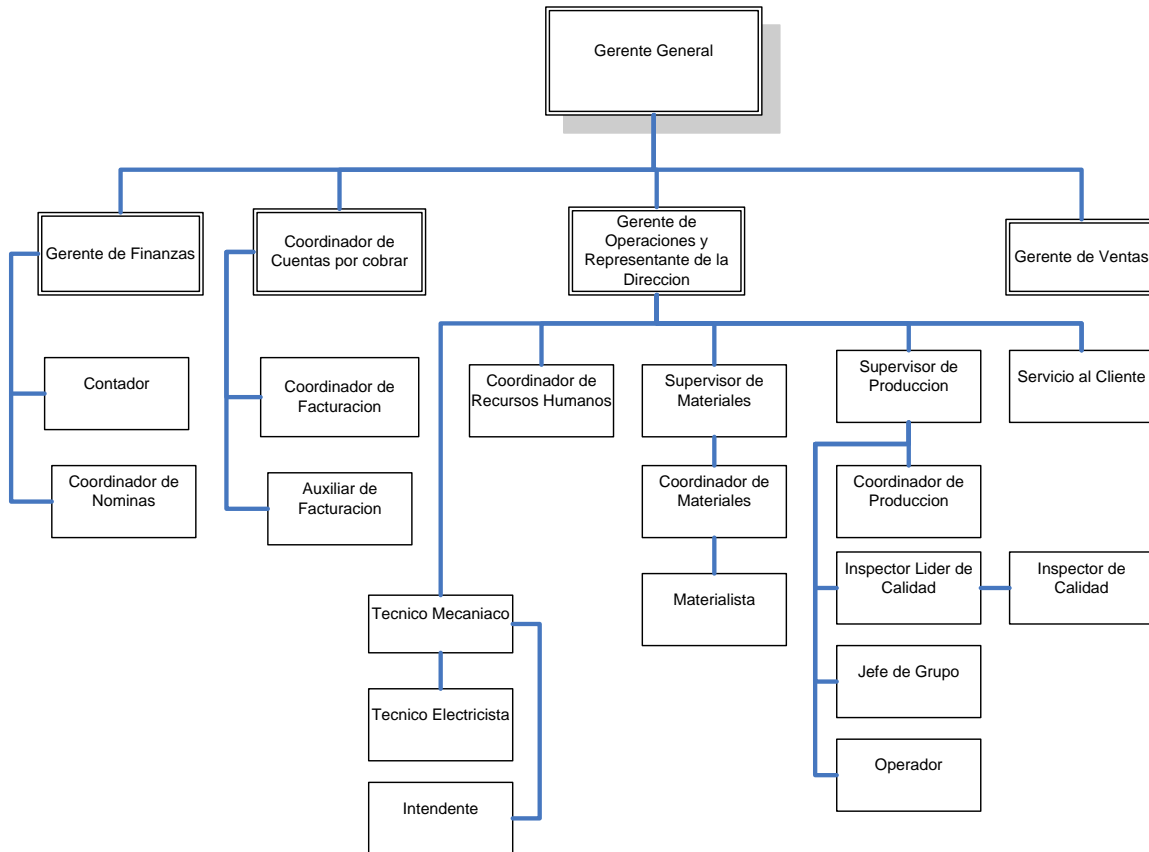 Gerente General
Gerente de Finanzas
Coordinador de
Cuentas por cobrar
Gerente de
Operaciones y
Representante de la
Direccion
Gerente de Ventas
Contador
Coordinador de
Facturacion
Coordinador de
Recursos Humanos
Supervisor de
Materiales
Supervisor de
Produccion
Servicio al Cliente
Coordinador de
Nominas
Auxiliar de
Facturacion
Coordinador de
Materiales
Coordinador de
Produccion
Materialista
Inspector Lider de
Calidad
Inspector de
Calidad
Tecnico Mecaniaco
Jefe de Grupo
Tecnico Electricista
Operador
Intendente